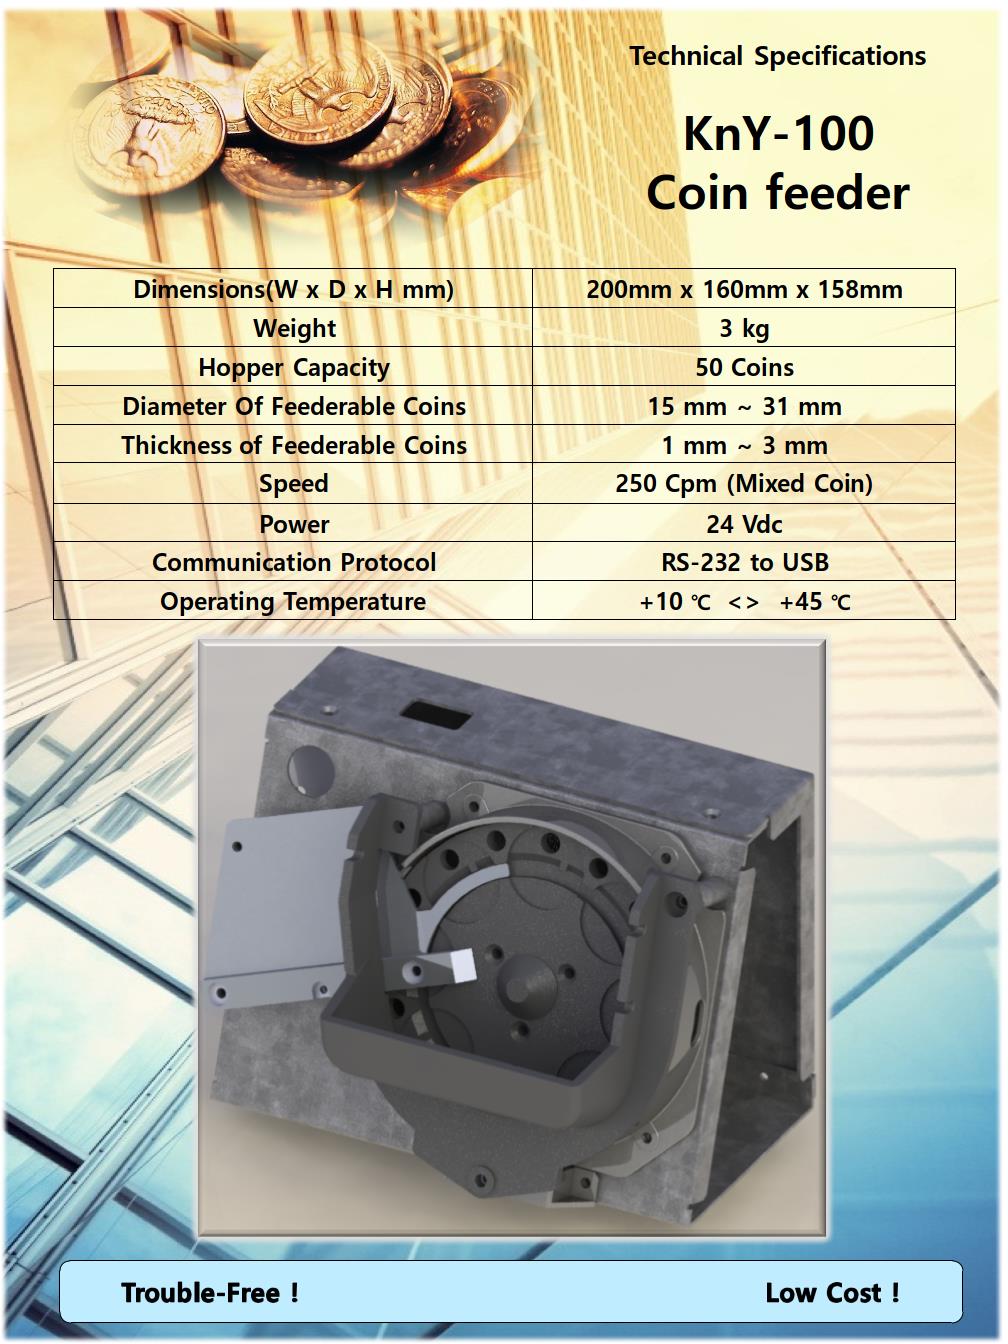 Technical Specifications
KnY-100
Coin feeder
Dimensions(W x D x H mm) 200mm x 160mm x 158mm
Weight 3 kg
Hopper Capacity 50 Coins
Diameter Of Feederable Coins 15 mm ~ 31 mm
Thickness of Feederable Coins 1 mm ~ 3 mm
Speed 250 Cpm (Mixed Coin)
Power 24 Vdc
Communication Protocol RS-232 to USB
Operating Temperature +10 ℃ <> +45 ℃
Trouble-Free ! Low Cost !